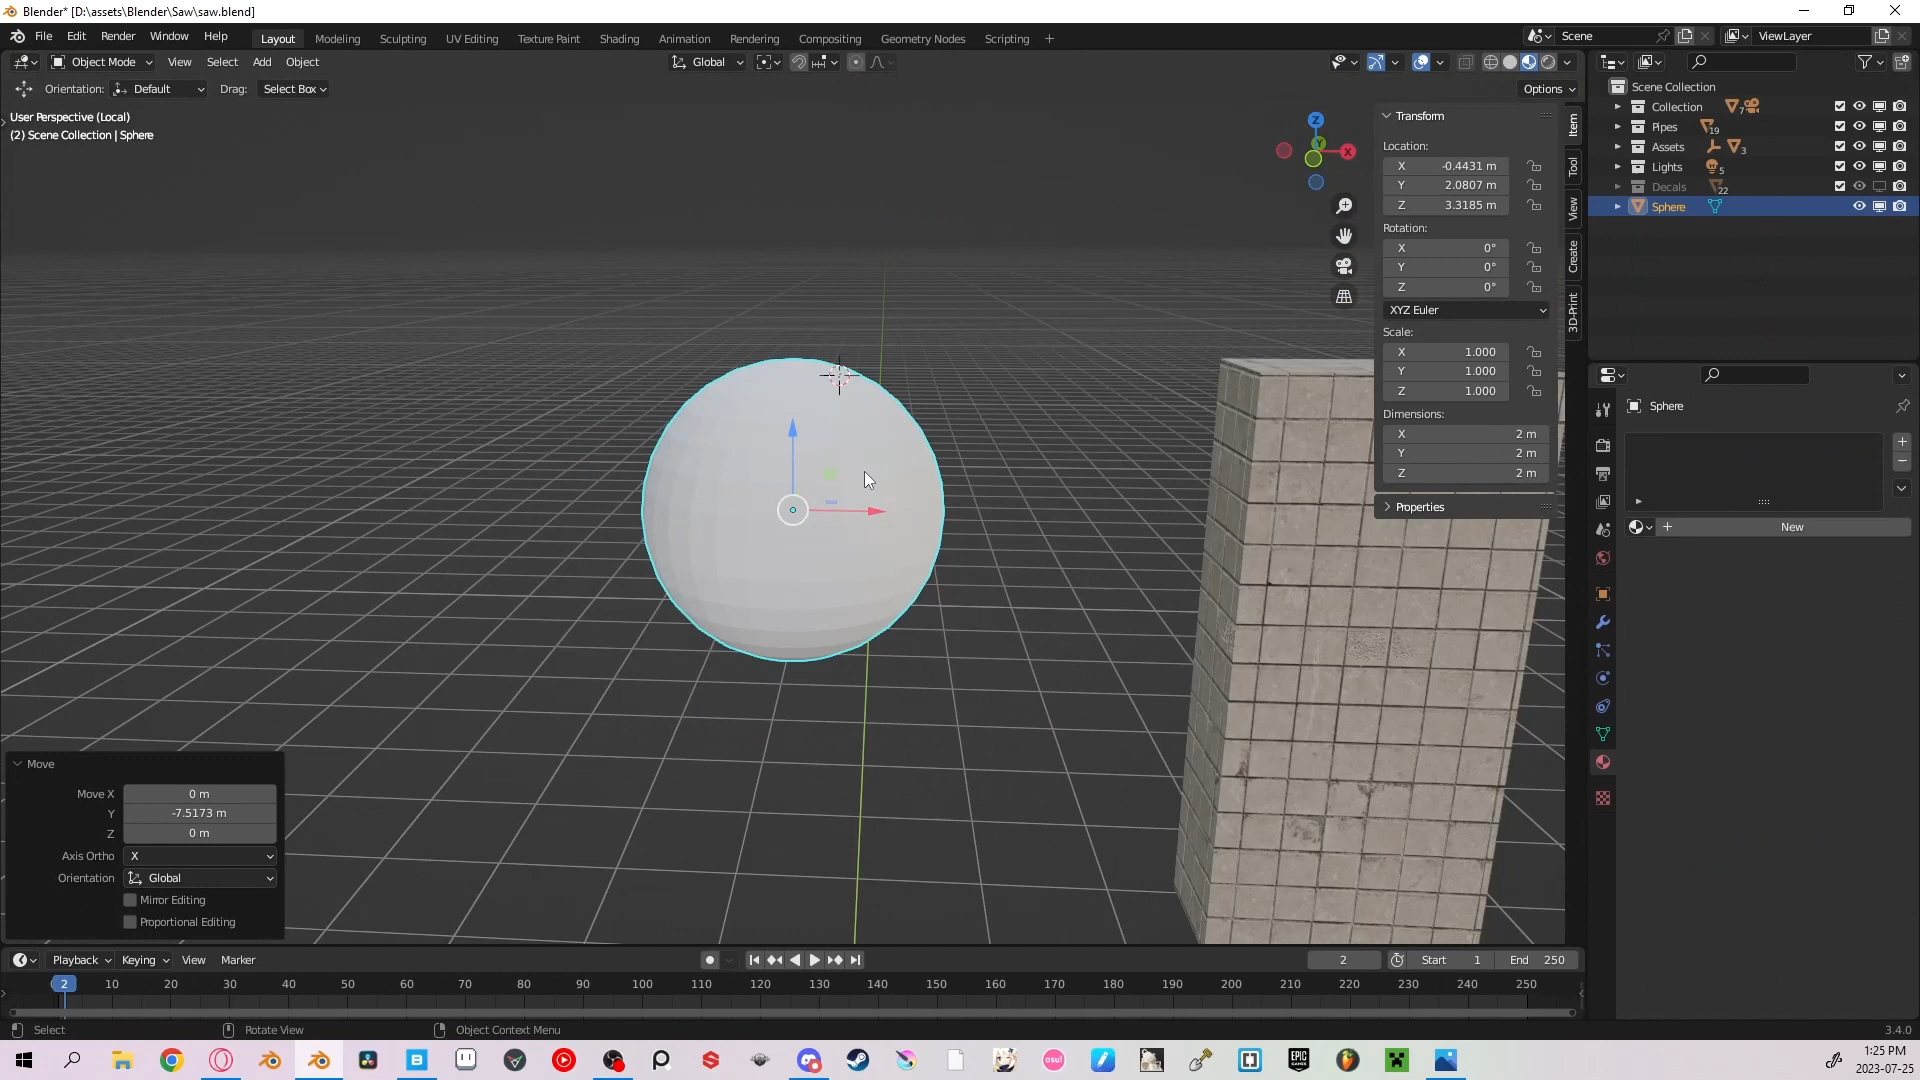 Blender* [D:\assets\Blender\Saw\saw.blend]
File Edit Render Window Help Layout Modeling Sculpting UV Editing Texture Paint Shading Animation Rendering Compositing Geometry Nodes Scripting + Scene ViewLayer
Object Mode View Select Add Object Global
Orientation: Default Drag: Select Box Options
User Perspective (Local)
(2) Scene Collection | Sphere
Z
Y
X
Transform
Location:
X -0.4431 m
Y 2.0807 m
Z 3.3185 m
Rotation:
X 0°
Y 0°
Z 0°
XYZ Euler
Scale:
X 1.000
Y 1.000
Z 1.000
Dimensions:
X 2 m
Y 2 m
Z 2 m
Properties
Item
Tool
View
Create
3D-Print
Scene Collection
Collection 7
Pipes 19
Assets 3
Lights 5
Decals 22
Sphere
Sphere
New
Move
Move X 0 m
Y -7.5173 m
Z 0 m
Axis Ortho X
Orientation Global
Mirror Editing
Proportional Editing
Playback Keying View Marker 2 Start 1 End 250
2 10 20 30 40 50 60 70 80 90 100 110 120 130 140 150 160 170 180 190 200 210 220 230 240 250
Select Rotate View Object Context Menu 3.4.0
osu!
EPIC GAMES
1:25 PM
2023-07-25